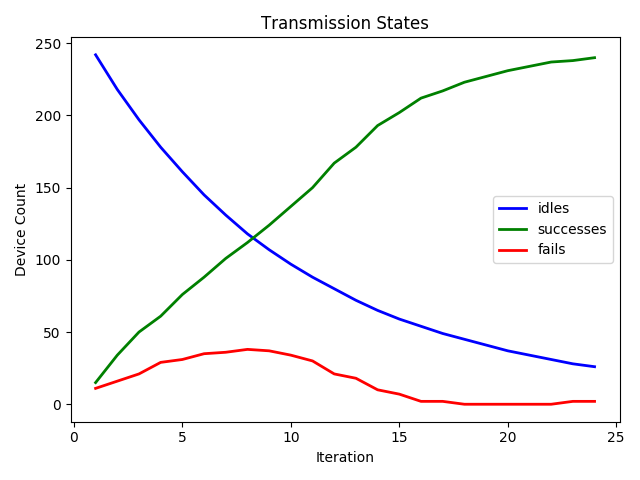 Transmission States
250
200
150
100
50
0
Device Count
idles
successes
fails
0 5 10 15 20 25
Iteration